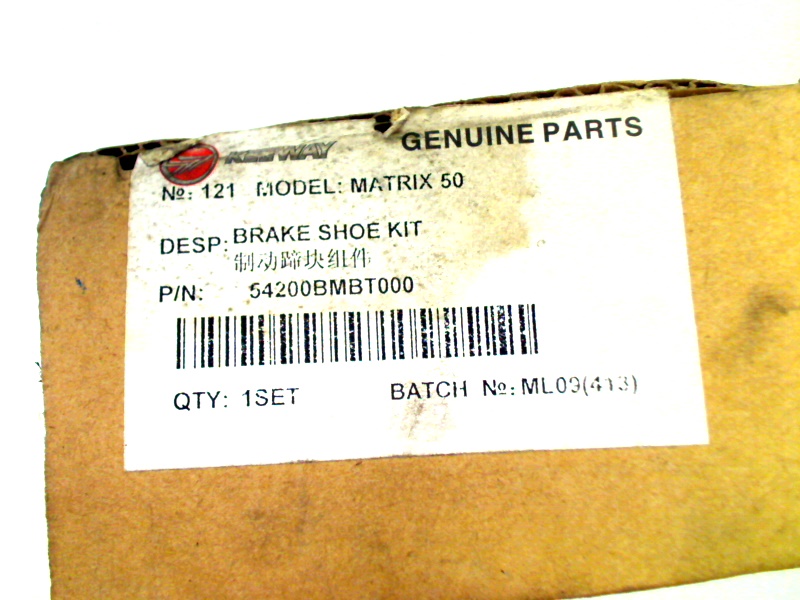 KEEWAY GENUINE PARTS
№: 121 MODEL: MATRIX 50
DESP: BRAKE SHOE KIT
制动蹄块组件
P/N: 54200BMBT000
QTY: 1SET BATCH №: ML09(413)